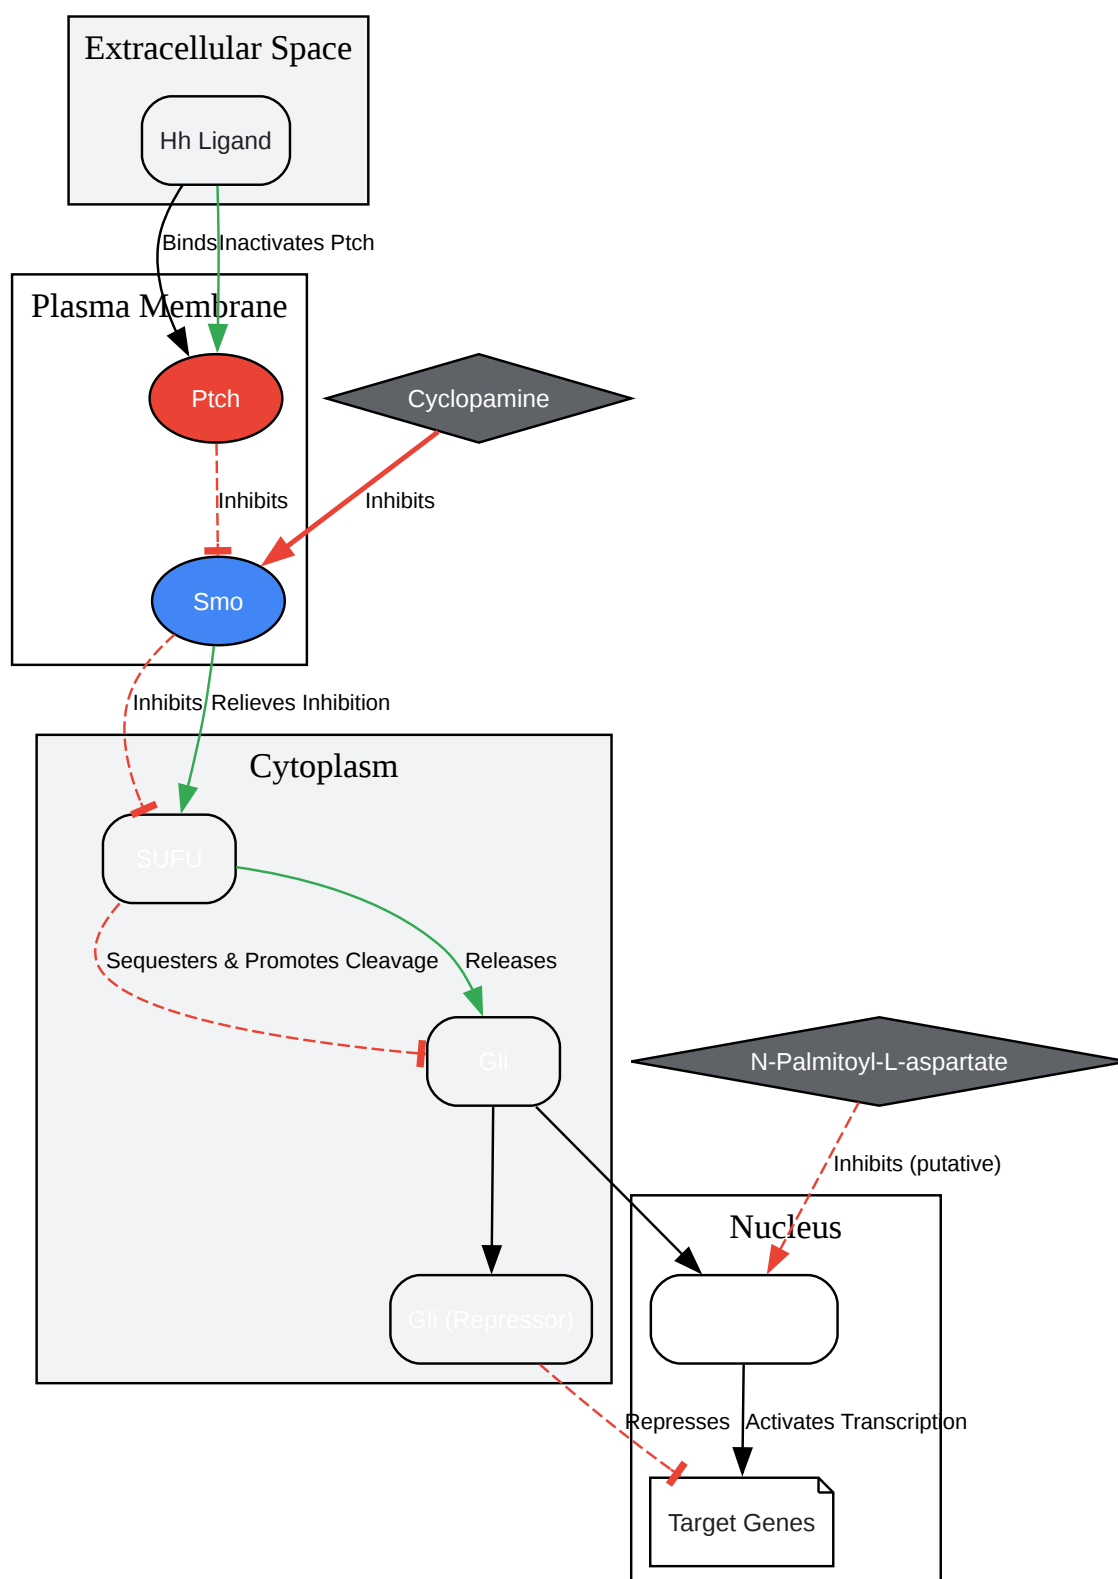 Extracellular Space
Hh Ligand
Binds
Inactivates Ptch
Plasma Membrane
Ptch
Cyclopamine
Inhibits
Inhibits
Smo
Inhibits
Relieves Inhibition
Cytoplasm
SUFU
Sequesters & Promotes Cleavage
Releases
Gli
N-Palmitoyl-L-aspartate
Inhibits (putative)
Nucleus
Gli (Repressor)
Represses
Activates Transcription
Target Genes